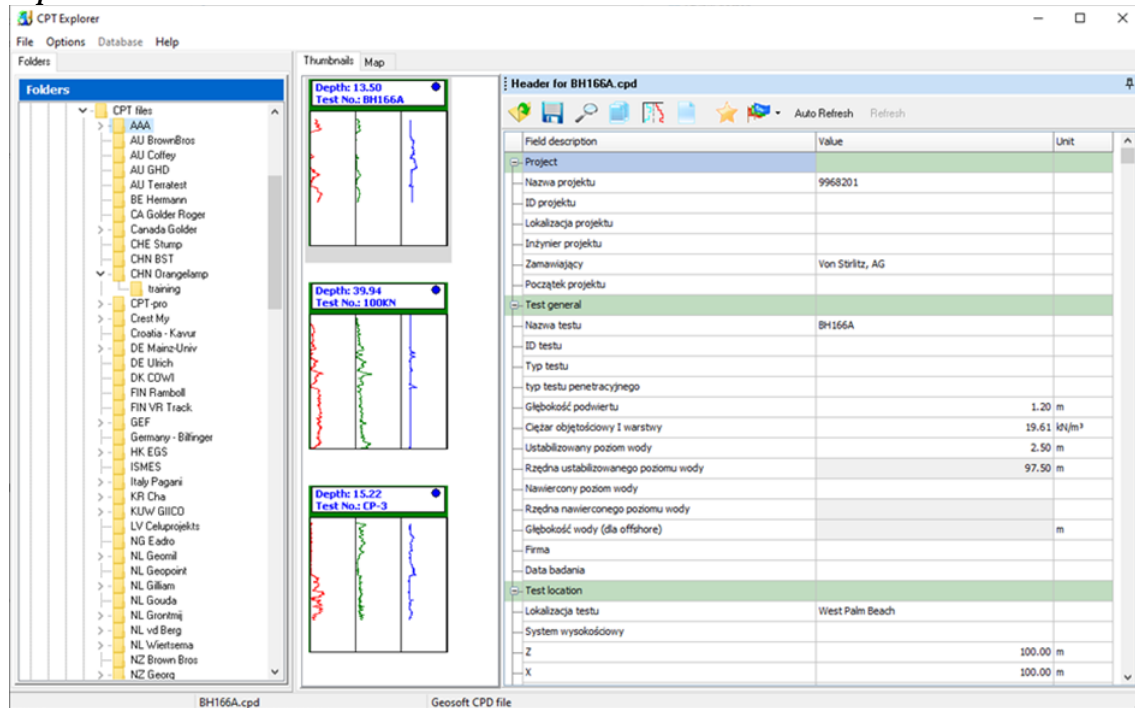 CPT Explorer
File Options Database Help
Folders
Thumbnails Map
Folders
CPT files
AAA
AU BrownBros
AU Coffey
AU GHD
AU Terratest
BE Hermann
CA Golder Roger
Canada Golder
CHE Stump
CHN BST
CHN Orangelamp
training
CPT-pro
Crest My
Croatia - Kavur
DE Mainz-Univ
DE Ulrich
DK COWI
FIN Ramboll
FIN VR Track
GEF
Germany - Bilfinger
HK EGS
ISMES
Italy Pagani
KR Cha
KUW GIICO
LV Celuprojekts
NG Eadro
NL Geomil
NL Geopoint
NL Gilliam
NL Gouda
NL Grontmij
NL vd Berg
NL Wiertsema
NZ Brown Bros
NZ Georg
Depth: 13.50
Test No.: BH166A
Depth: 39.94
Test No.: 100KN
Depth: 15.22
Test No.: CP-3
Header for BH166A.cpd
Auto Refresh Refresh
Field description Value Unit
Project
Nazwa projektu 9968201
ID projektu
Lokalizacja projektu
Inżynier projektu
Zamawiający Von Stirlitz, AG
Początek projektu
Test general
Nazwa testu BH166A
ID testu
Typ testu
typ testu penetracyjnego
Głębokość podwiertu 1.20 m
Ciężar objętościowy I warstwy 19.61 kN/m³
Ustabilizowany poziom wody 2.50 m
Rzędna ustabilizowanego poziomu wody 97.50 m
Nawiercony poziom wody
Rzędna nawierconego poziomu wody
Głębokość wody (dla offshore) m
Firma
Data badania
Test location
Lokalizacja testu West Palm Beach
System wysokościowy
Z 100.00 m
X 100.00 m
BH166A.cpd Geosoft CPD file